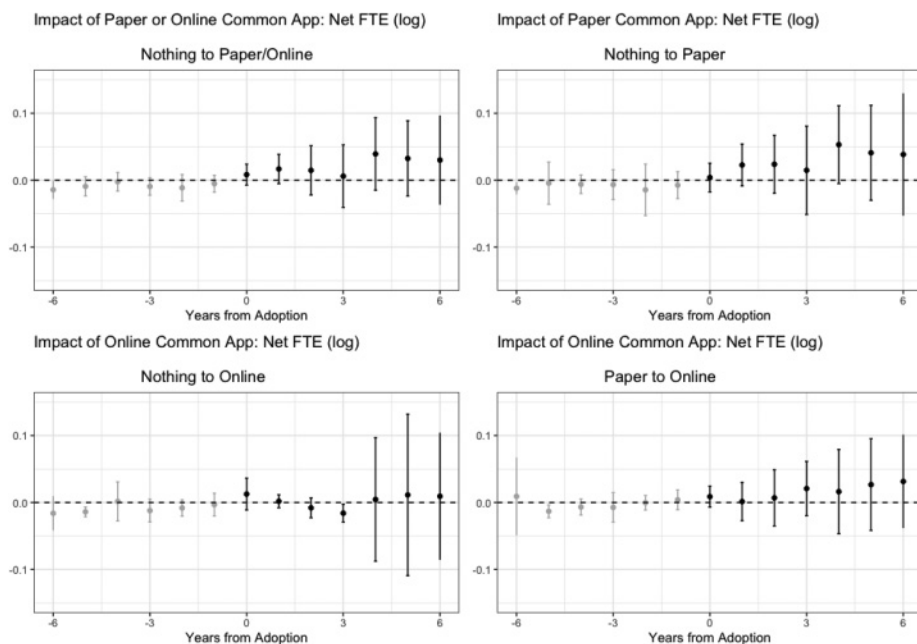 Impact of Paper or Online Common App: Net FTE (log)
Nothing to Paper/Online
0.1
0.0
-0.1
-6
-3
0
3
6
Years from Adoption
Impact of Paper Common App: Net FTE (log)
Nothing to Paper
0.1
0.0
-0.1
-6
-3
0
3
6
Years from Adoption
Impact of Online Common App: Net FTE (log)
Nothing to Online
0.1
0.0
-0.1
-6
-3
0
3
6
Years from Adoption
Impact of Online Common App: Net FTE (log)
Paper to Online
0.1
0.0
-0.1
-6
-3
0
3
6
Years from Adoption